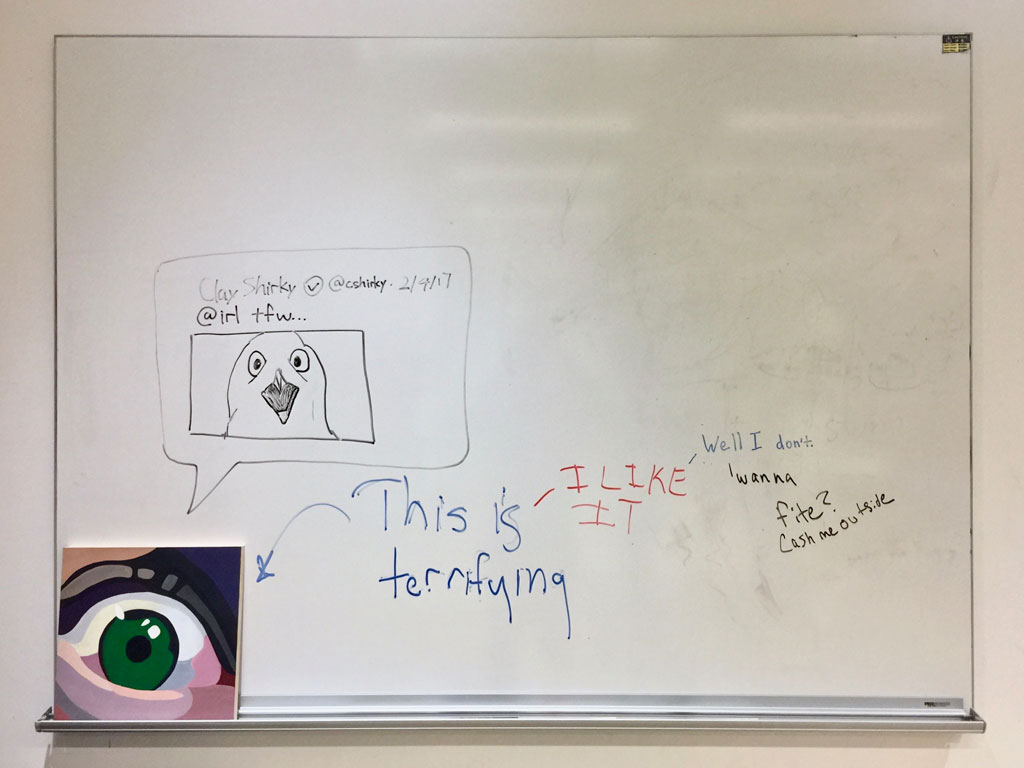 Clay Shirky @cshirky. 2/4/17
@irl tfw...
This is
terrifying
I LIKE
IT
Well I don't.
wanna
fite?
Cash me outside